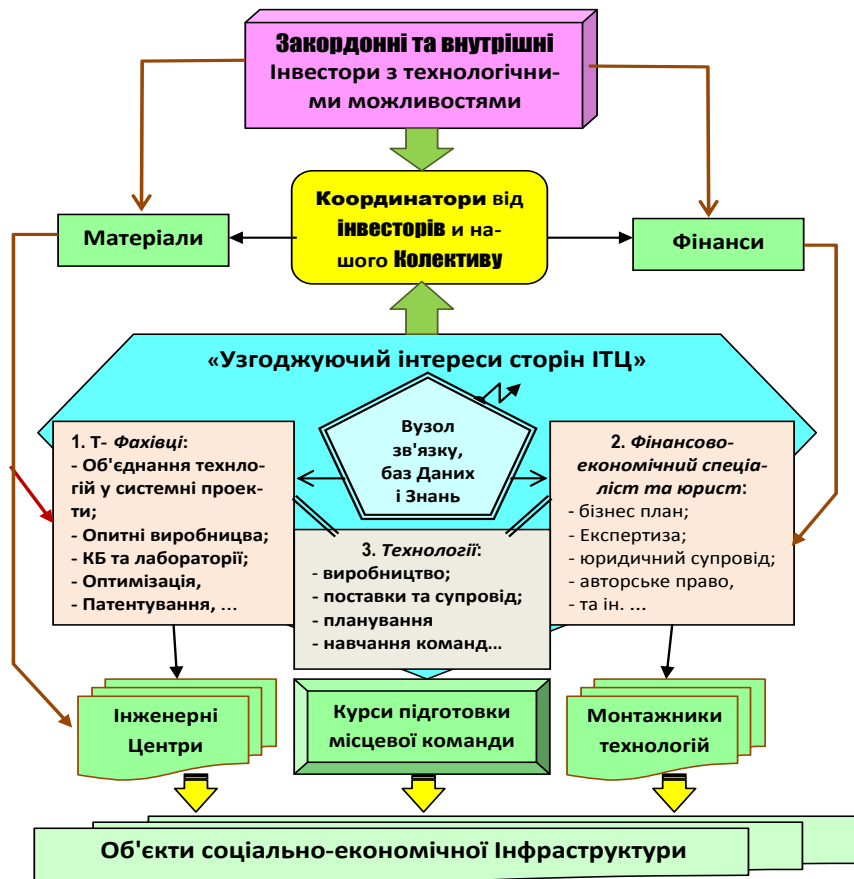 Закордонні та внутрішні
Інвестори з технологічни-
ми можливостями
Координатори від
інвесторів и на-
шого Колективу
Матеріали
Фінанси
«Узгоджуючий інтереси сторін ІТЦ»
Вузол
зв'язку,
баз Даних
і Знань
1. Т- Фахівці:
- Об'єднання технло-
гій у системні проек-
ти;
- Опитні виробницва;
- КБ та лабораторії;
- Оптимізація,
- Патентування, ...
2. Фінансово-
економічний спеціа-
ліст та юрист:
- бізнес план;
- Експертиза;
- юридичний супровід;
- авторське право,
- та ін. ...
3. Технології:
- виробництво;
- поставки та супровід;
- планування
- навчання команд...
Інженерні
Центри
Курси підготовки
місцевої команди
Монтажники
технологій
Об'єкти соціально-економічної Інфраструктури